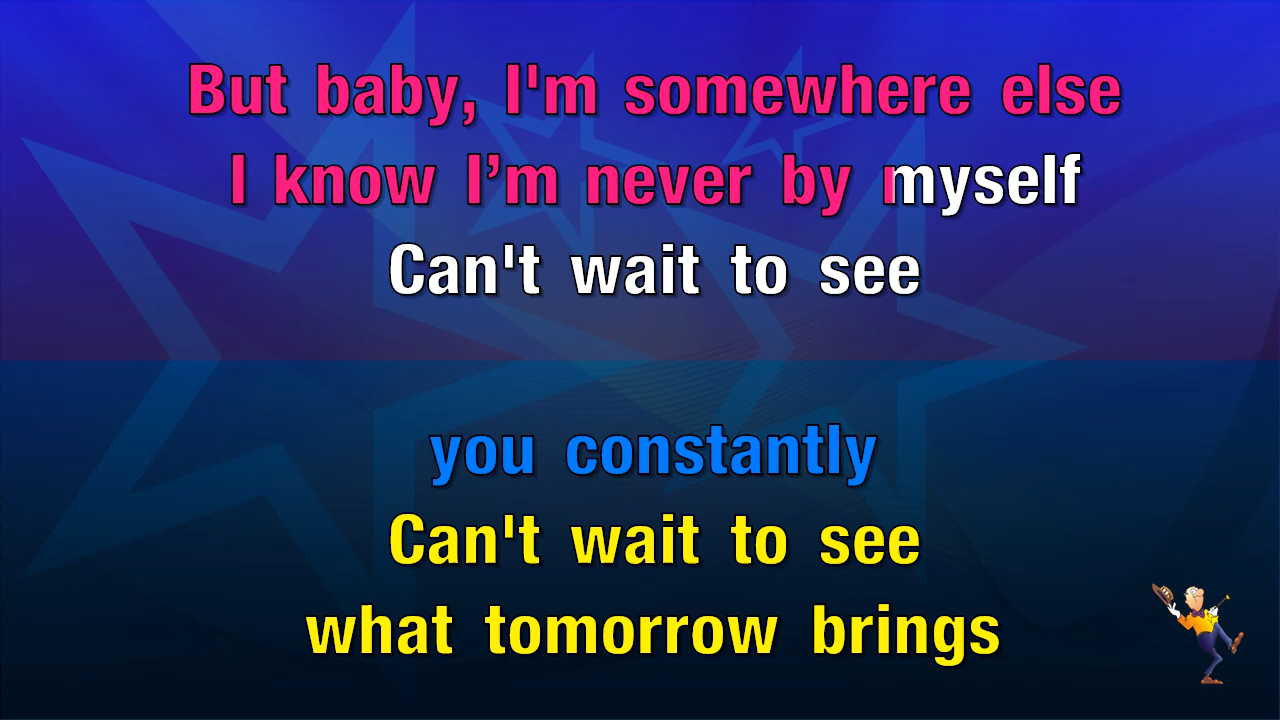 But baby, I'm somewhere else
I know I’m never by myself
Can't wait to see
you constantly
Can't wait to see
what tomorrow brings